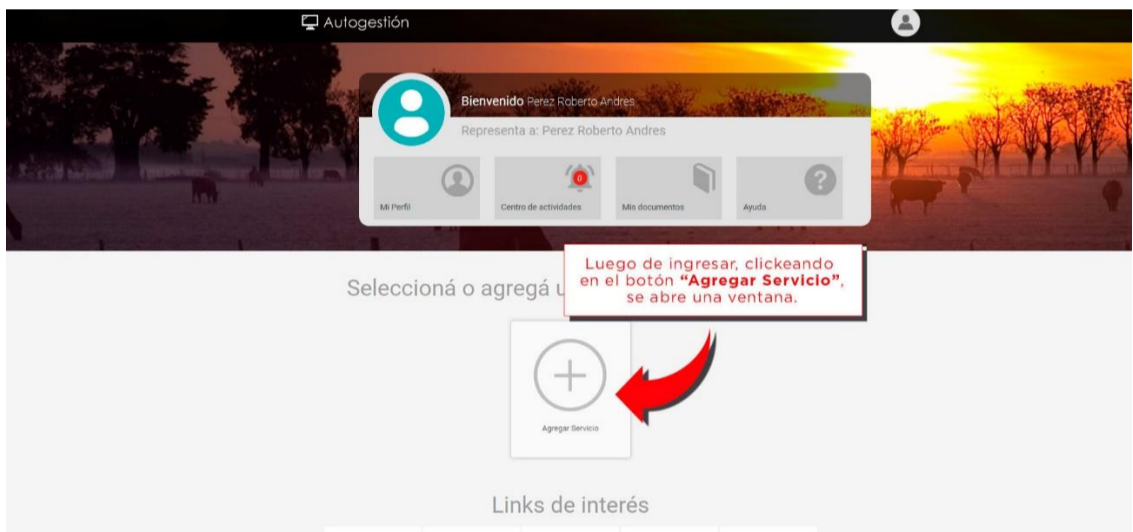 Autogestión
Bienvenido Perez Roberto Andres
Representa a: Perez Roberto Andres
0
Mi Perfil
Centro de actividades
Mis documentos
Ayuda
Luego de ingresar, clickeando
en el botón “Agregar Servicio”,
se abre una ventana.
Seleccioná o agregá u
Agregar Servicio
Links de interés